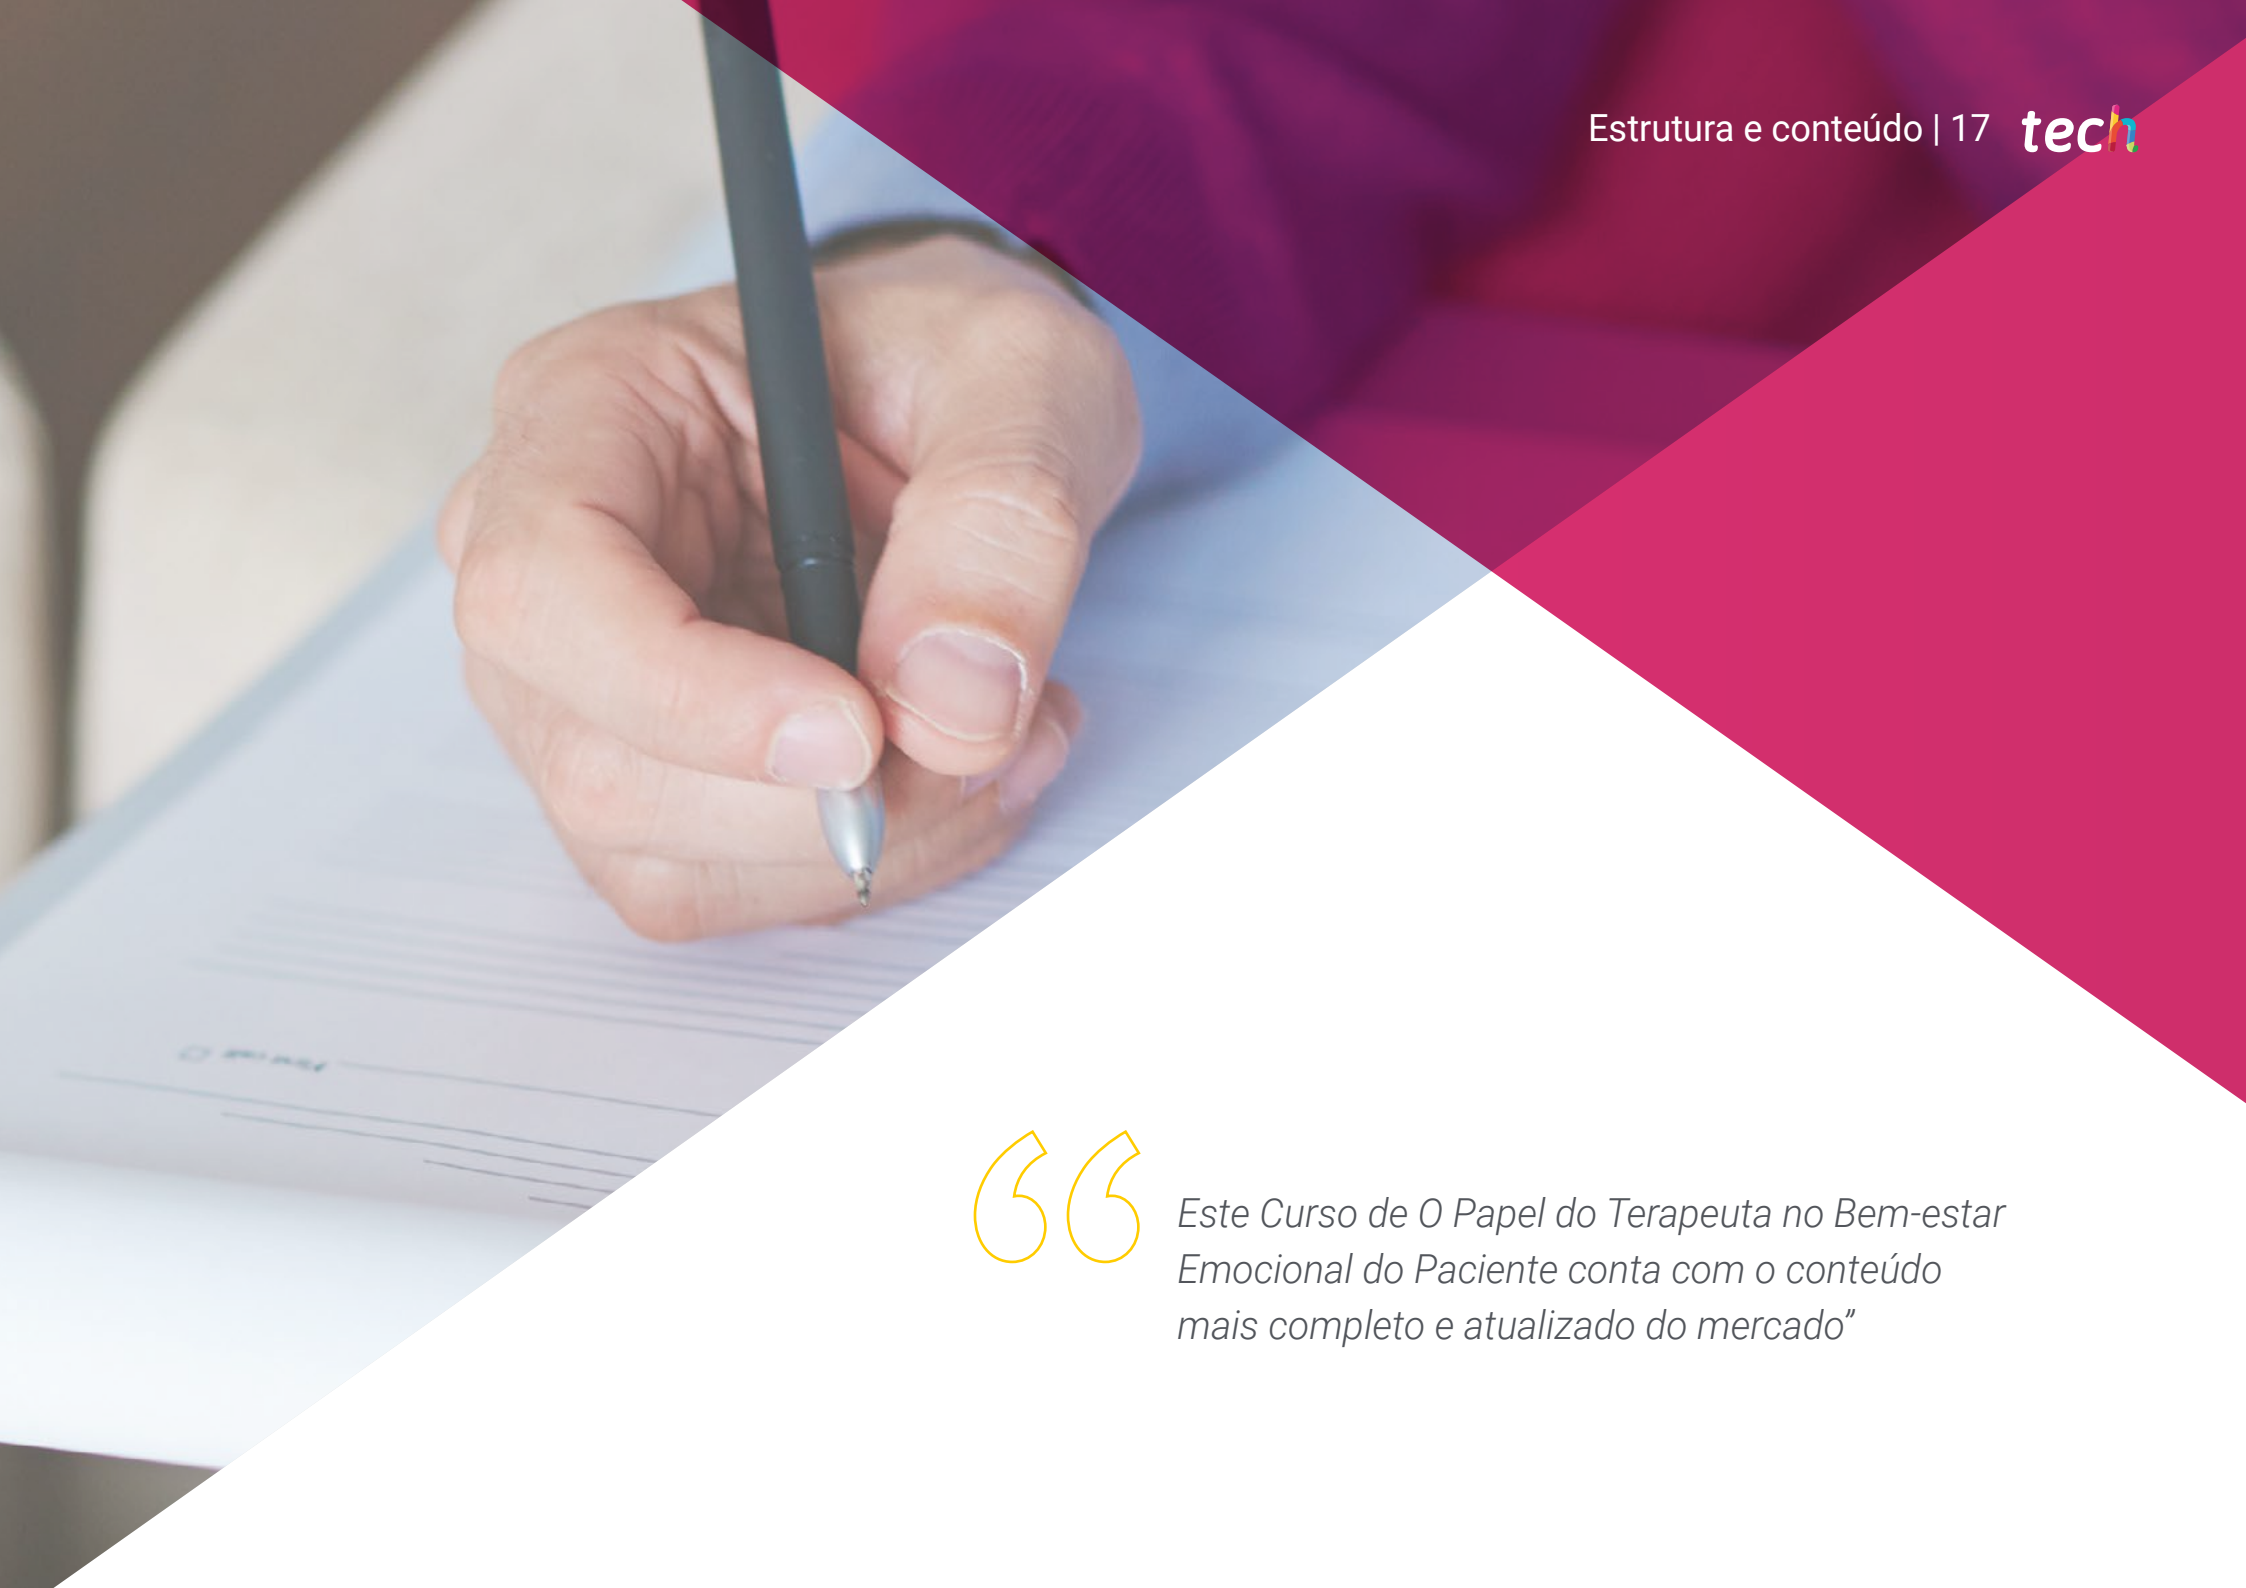 Estrutura e conteúdo | 17 tech
“Este Curso de O Papel do Terapeuta no Bem-estar
Emocional do Paciente conta com o conteúdo
mais completo e atualizado do mercado”